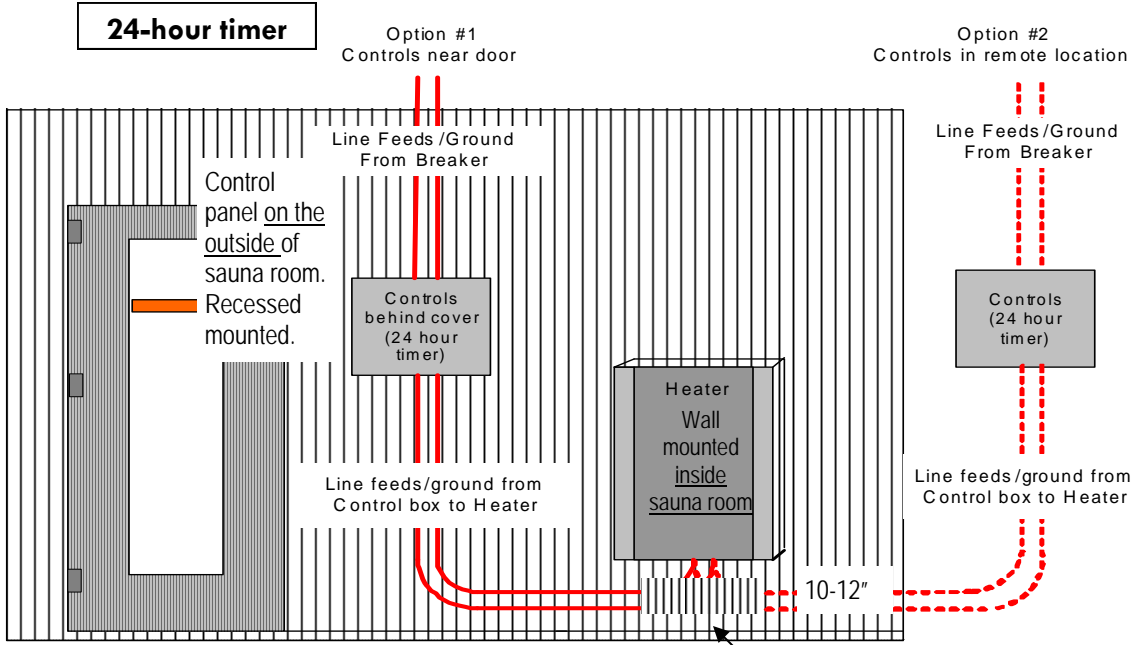 24-hour timer
Option #1
Controls near door
Option #2
Controls in remote location
Line Feeds/Ground
From Breaker
Line Feeds/Ground
From Breaker
Control
panel on the
outside of
sauna room.
Recessed
mounted.
Controls
behind cover
(24 hour
timer)
Controls
(24 hour
timer)
Heater
Wall
mounted
inside
sauna room
Line feeds/ground from
Control box to Heater
Line feeds/ground from
Control box to Heater
10-12"